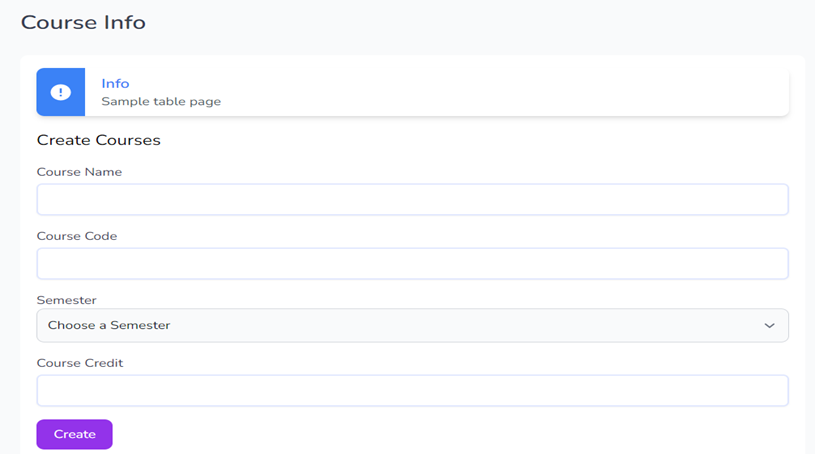 Course Info
Info
Sample table page
Create Courses
Course Name
Course Code
Semester
Choose a Semester
Course Credit
Create